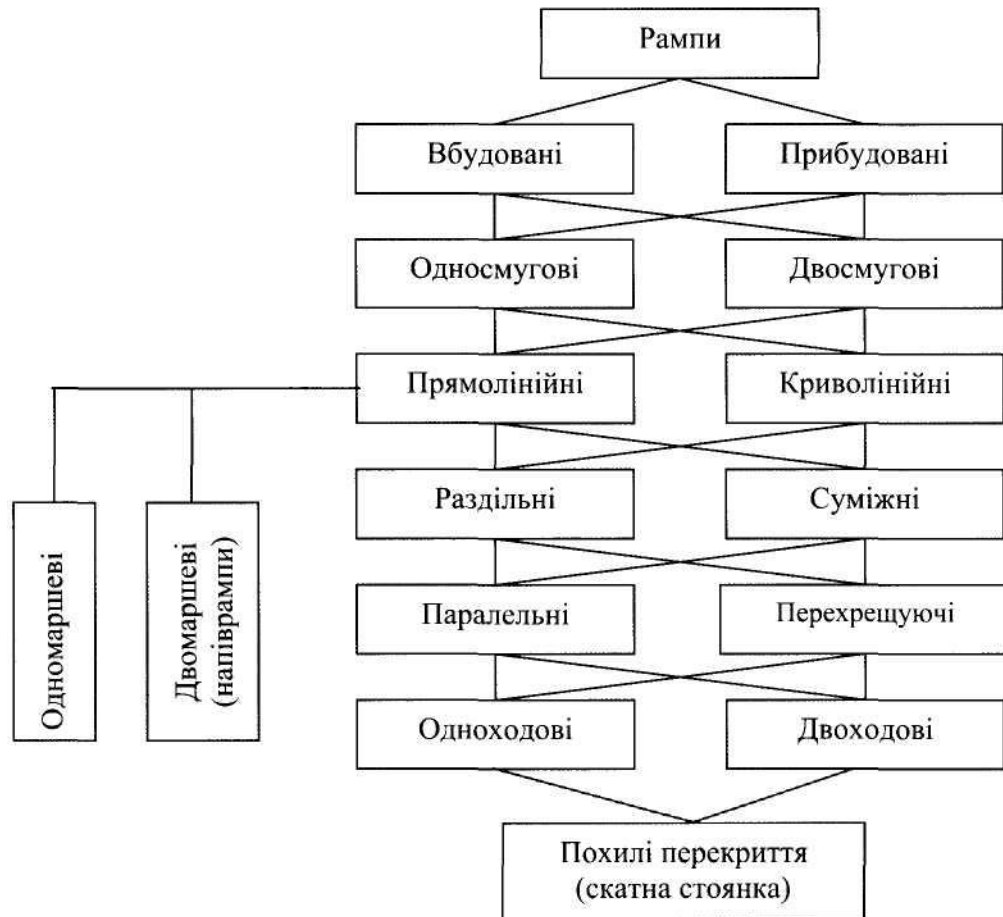 Рампи
Вбудовані
Прибудовані
Односмугові
Двосмугові
Прямолінійні
Криволінійні
Раздільні
Суміжні
Одномаршеві
Двомаршеві
(напіврампи)
Паралельні
Перехрещуючі
Одноходові
Двоходові
Похилі перекриття
(скатна стоянка)